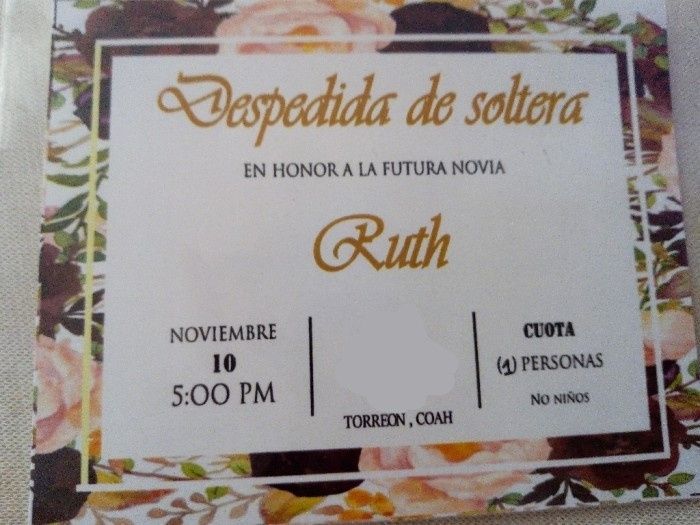 Despedida de soltera
EN HONOR A LA FUTURA NOVIA
Ruth
NOVIEMBRE
10
5:00 PM
TORREON , COAH
CUOTA
(1) PERSONAS
No niños